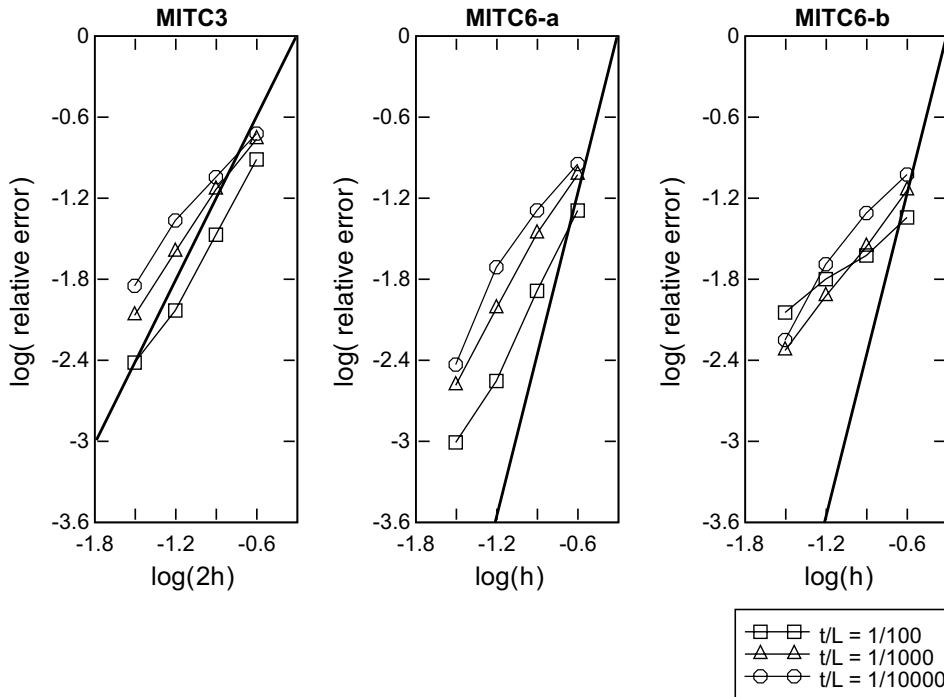 MITC3
MITC6-a
MITC6-b
0
-0.6
-1.2
-1.8
-2.4
-3
-3.6
0
-0.6
-1.2
-1.8
-2.4
-3
-3.6
0
-0.6
-1.2
-1.8
-2.4
-3
-3.6
log( relative error)
log( relative error)
log( relative error)
-1.8 -1.2 -0.6
-1.8 -1.2 -0.6
-1.8 -1.2 -0.6
log(2h)
log(h)
log(h)
t/L = 1/100
t/L = 1/1000
t/L = 1/10000